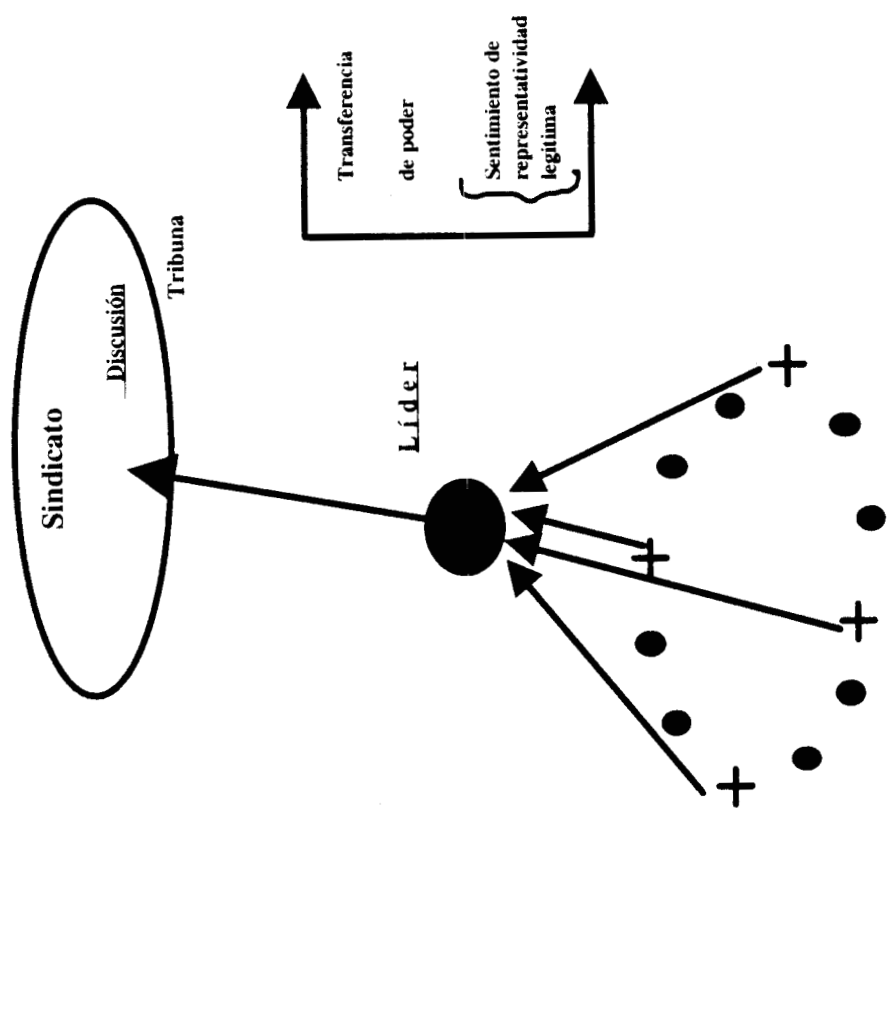 Sindicato
Discusión
Tribuna
Líder
Transferencia
de poder
Sentimiento de
representatividad
legítima